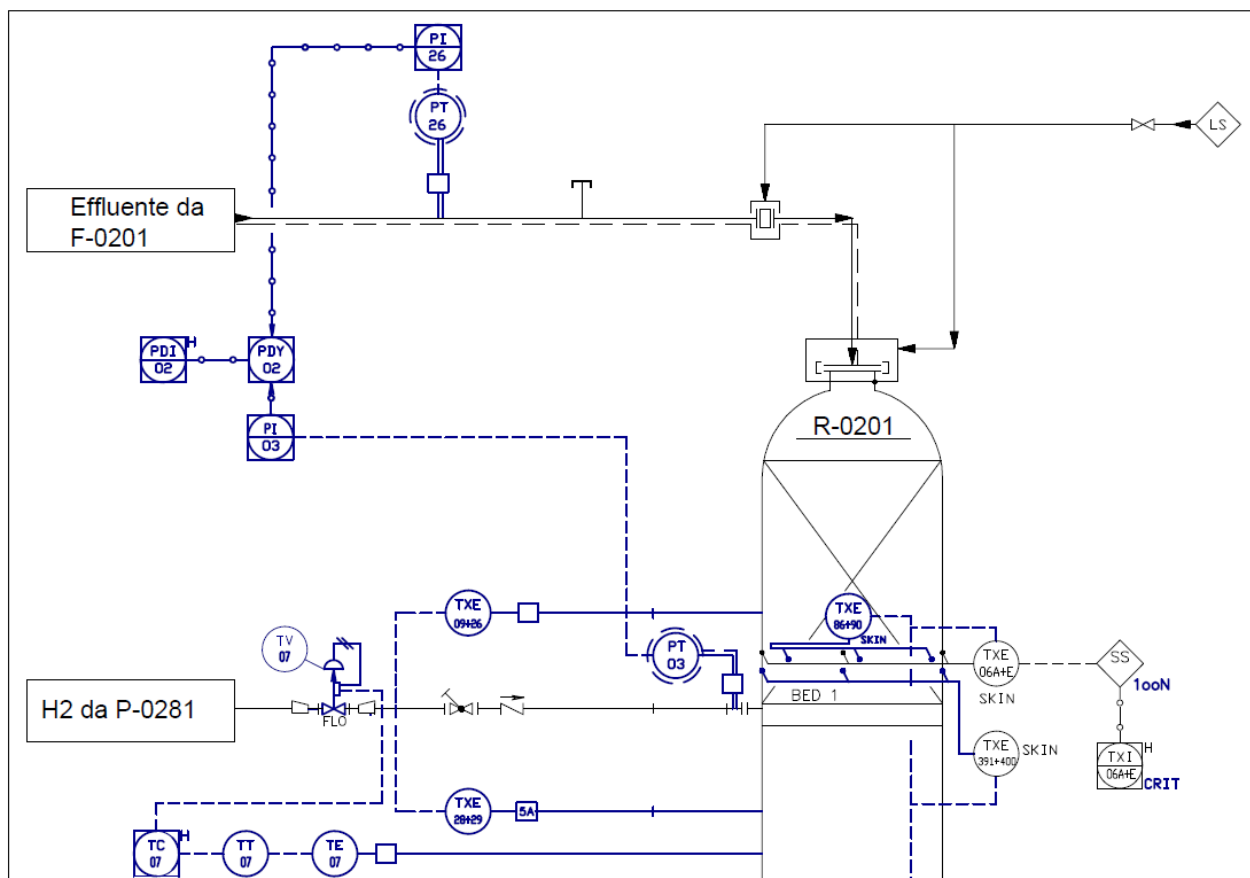 PI
26
PT
26
LS
Effluente da
F-0201
PDI
02
H
PDY
02
PI
03
R-0201
TXE
09+26
TXE
86+90
SKIN
TV
07
PT
03
TXE
06A+E
SKIN
SS
1ooN
H2 da P-0281
FLO
BED 1
TXE
391+400
SKIN
TXI
06A+E
H
CRIT
TXE
28+29
5A
TC
07
H
TT
07
TE
07